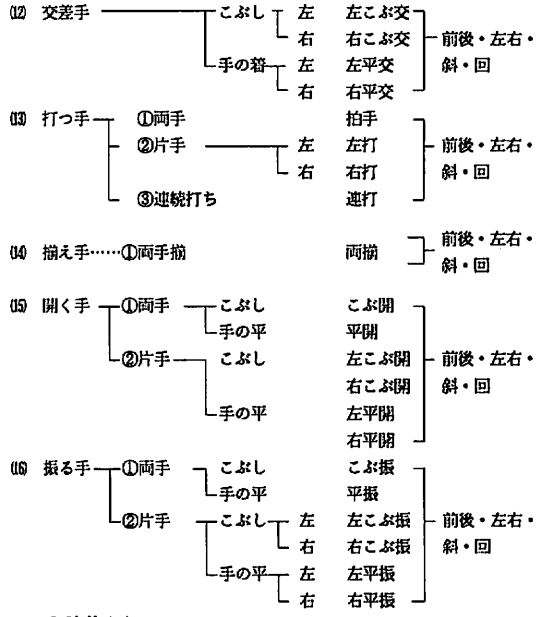 (12) 交差手 こぶし 左 左こぶ交
右 右こぶ交 前後・左右・
手の箬 左 左平交 斜・回
右 右平交
(13) 打つ手 ①両手 拍手
②片手 左 左打 前後・左右・
右 右打 斜・回
③連続打ち 連打
(14) 揃え手……①両手揃 両揃 前後・左右・
斜・回
(15) 開く手 ①両手 こぶし こぶ開
手の平 平開
②片手 こぶし 左こぶ開 前後・左右・
右こぶ開 斜・回
手の平 左平開
右平開
(16) 振る手 ①両手 こぶし こぶ振
手の平 平振
②片手 こぶし 左 左こぶ振 前後・左右・
右 右こぶ振 斜・回
手の平 左 左平振
右 右平振